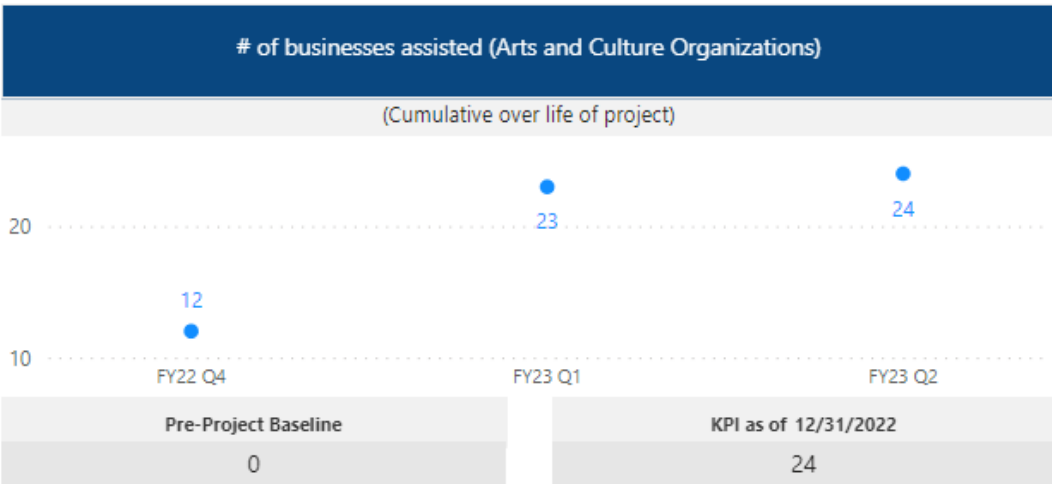 # of businesses assisted (Arts and Culture Organizations)
(Cumulative over life of project)
20
23
24
12
10
FY22 Q4 FY23 Q1 FY23 Q2
Pre-Project Baseline KPI as of 12/31/2022
0 24